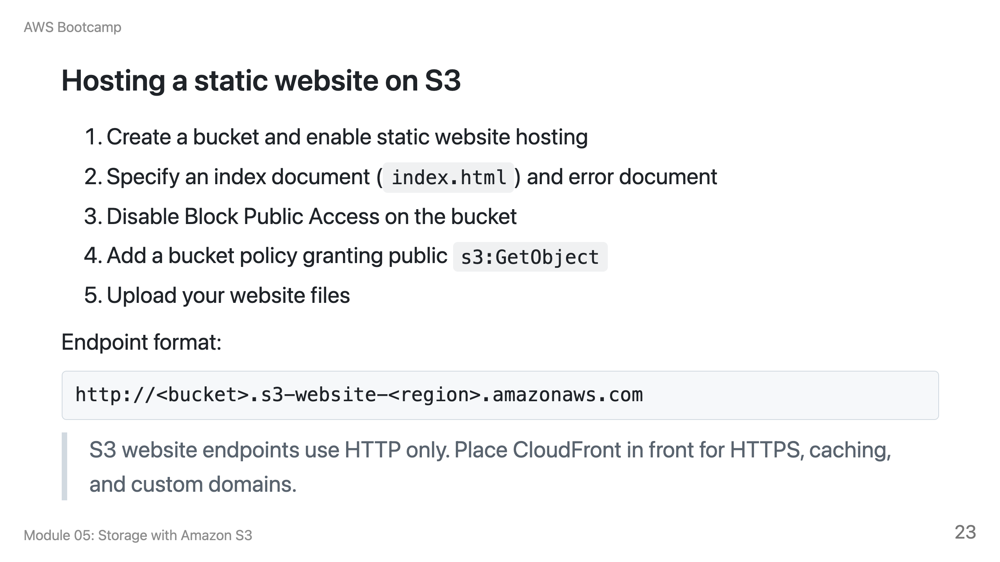 AWS Bootcamp
Hosting a static website on S3
1. Create a bucket and enable static website hosting
2. Specify an index document ( index.html ) and error document
3. Disable Block Public Access on the bucket
4. Add a bucket policy granting public s3:GetObject
5. Upload your website files
Endpoint format:
http://<bucket>.s3-website-<region>.amazonaws.com
S3 website endpoints use HTTP only. Place CloudFront in front for HTTPS, caching,
and custom domains.
Module 05: Storage with Amazon S3
23